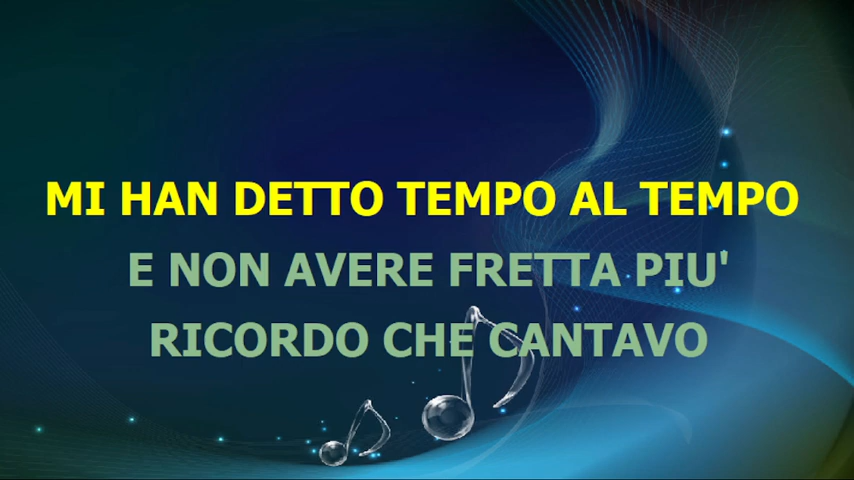 MI HAN DETTO TEMPO AL TEMPO
E NON AVERE FRETTA PIU'
RICORDO CHE CANTAVO